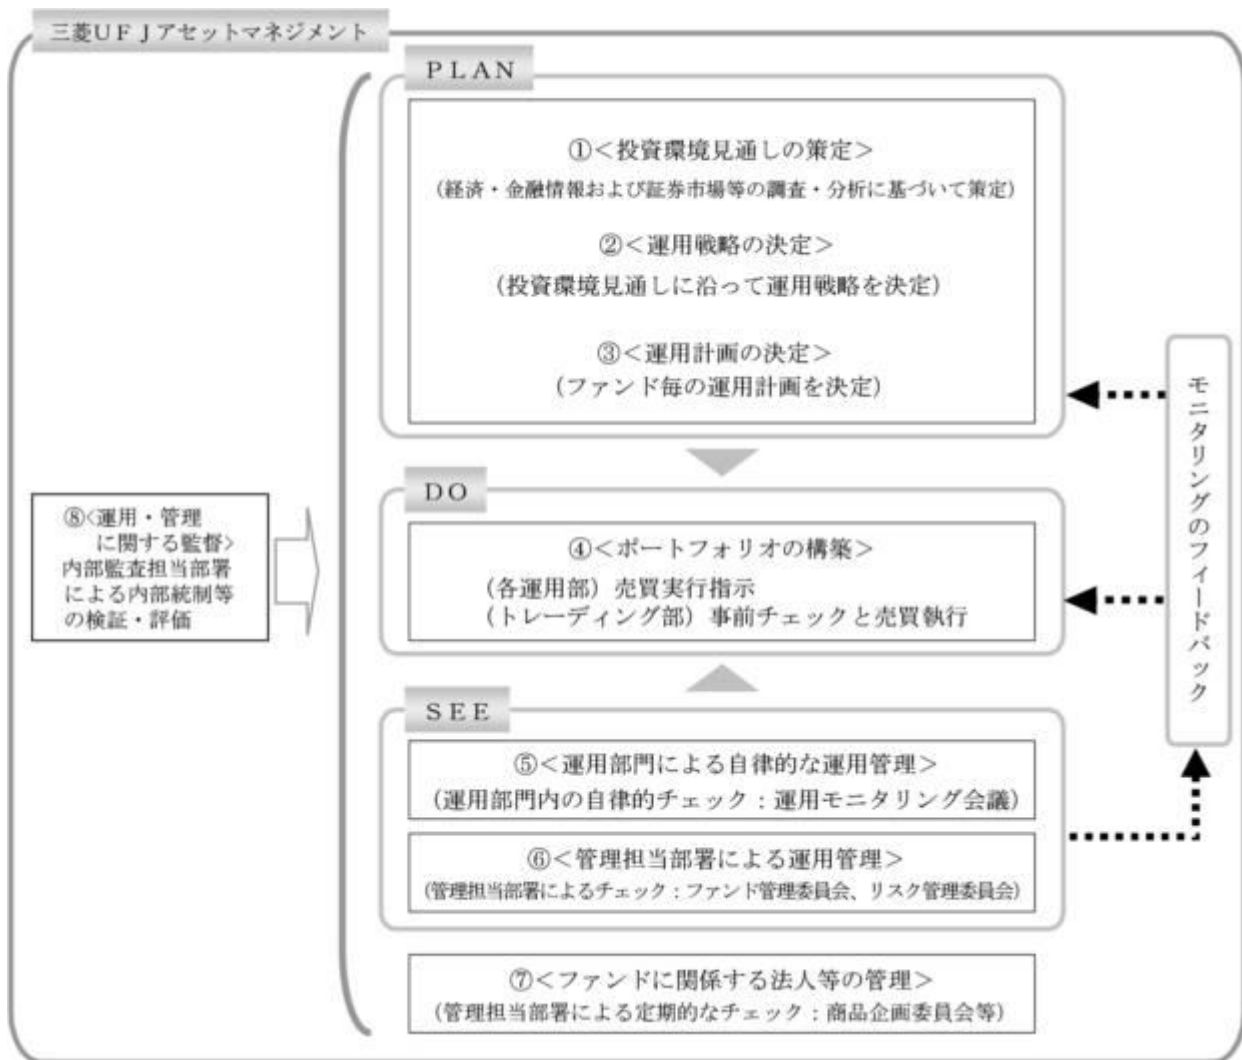 三菱UFJアセットマネジメント
PLAN
①<投資環境見通しの策定>
(経済・金融情報および証券市場等の調査・分析に基づいて策定)
②<運用戦略の決定>
(投資環境見通しに沿って運用戦略を決定)
③<運用計画の決定>
(ファンド毎の運用計画を決定)
DO
④<ポートフォリオの構築>
(各運用部)売買実行指示
(トレーディング部)事前チェックと売買執行
SEE
⑤<運用部門による自律的な運用管理>
(運用部門内の自律的チェック:運用モニタリング会議)
⑥<管理担当部署による運用管理>
(管理担当部署によるチェック:ファンド管理委員会、リスク管理委員会)
⑦<ファンドに関係する法人等の管理>
(管理担当部署による定期的なチェック:商品企画委員会等)
⑧<運用・管理
に関する監督>
内部監査担当部署
による内部統制等
の検証・評価
モニタリングのフィードバック